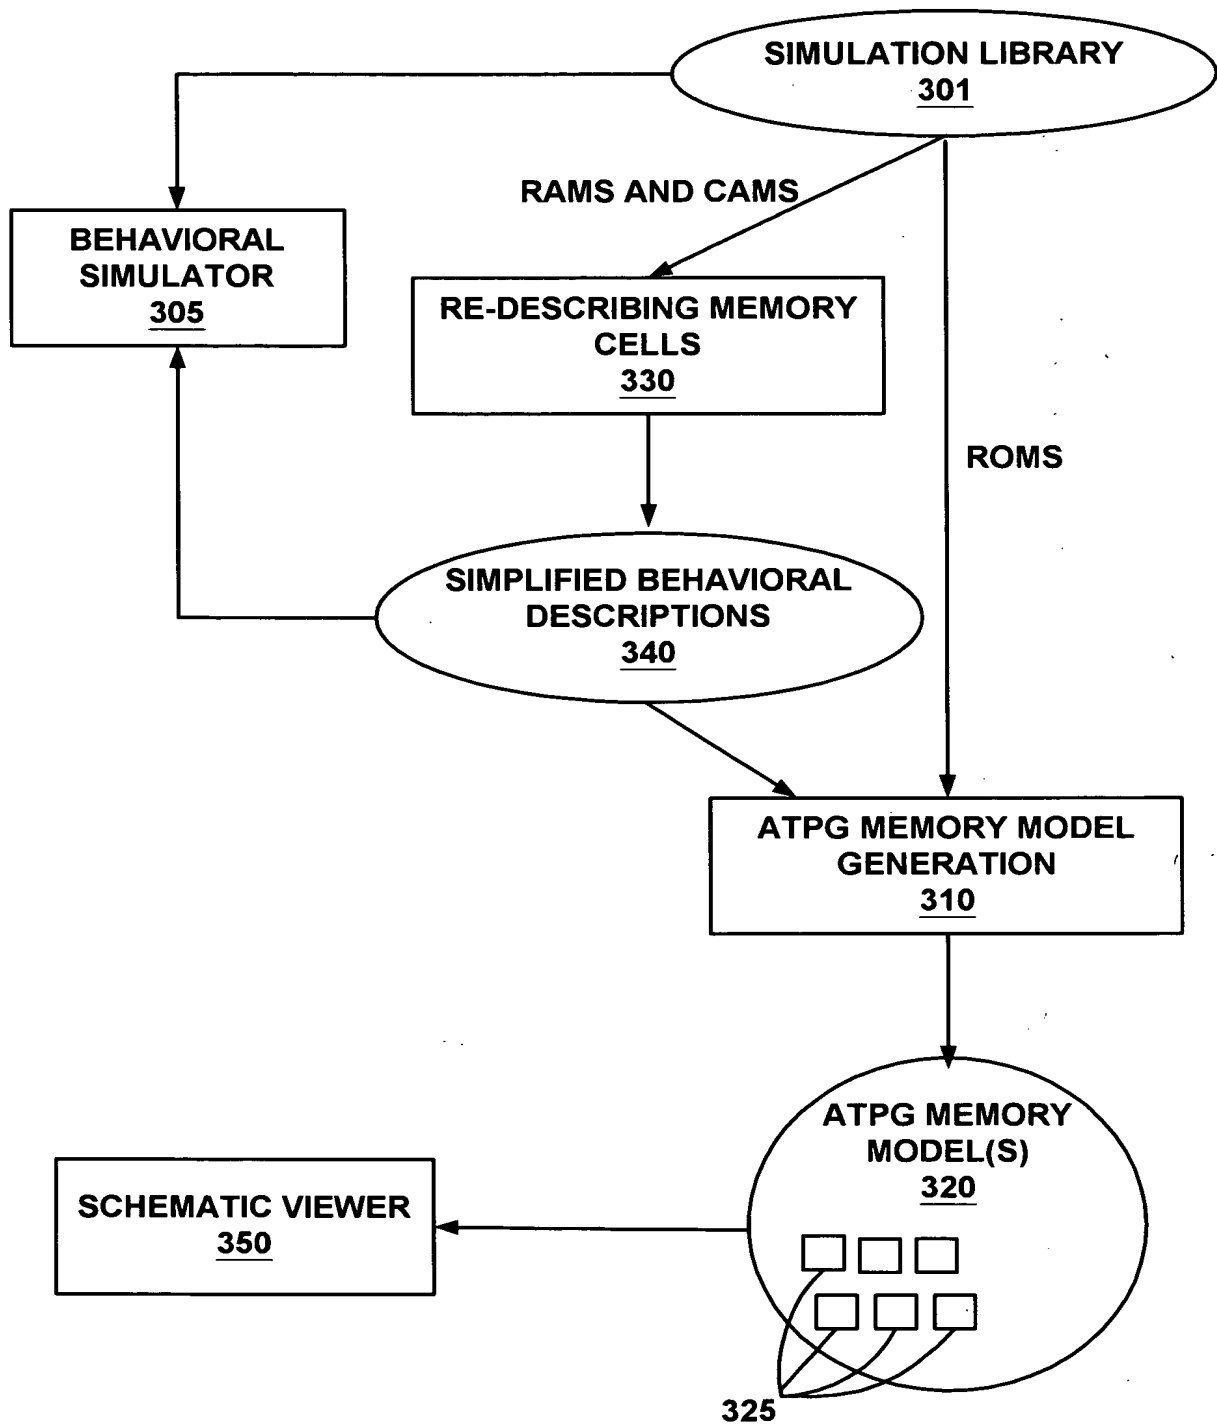 SIMULATION LIBRARY
301
RAMS AND CAMS
BEHAVIORAL
SIMULATOR
305
RE-DESCRIBING MEMORY
CELLS
330
ROMS
SIMPLIFIED BEHAVIORAL
DESCRIPTIONS
340
ATPG MEMORY MODEL
GENERATION
310
ATPG MEMORY
MODEL(S)
320
SCHEMATIC VIEWER
350
325